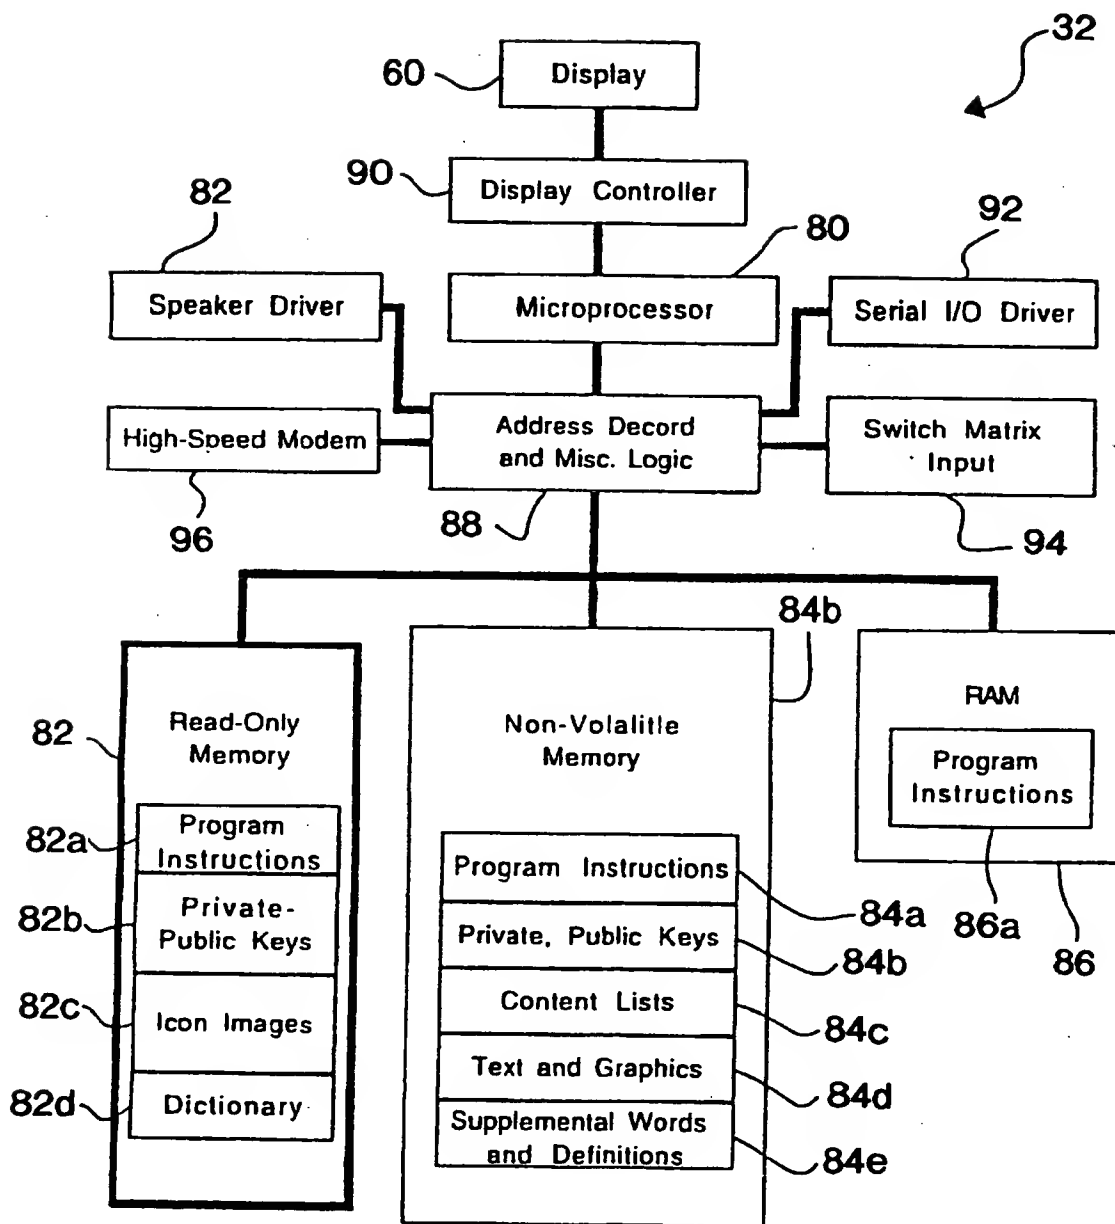 32
60
Display
90
Display Controller
82
80
92
Speaker Driver
Microprocessor
Serial I/O Driver
High-Speed Modem
Address Decord
and Misc. Logic
Switch Matrix
Input
96
88
94
84b
82
Read-Only
Memory
Non-Volalitle
Memory
RAM
Program
Instructions
82a
Program
Instructions
82b
Private-
Public Keys
82c
Icon Images
82d
Dictionary
Program Instructions
84a
Private, Public Keys
84b
Content Lists
84c
Text and Graphics
84d
Supplemental Words
and Definitions
84e
86a
86